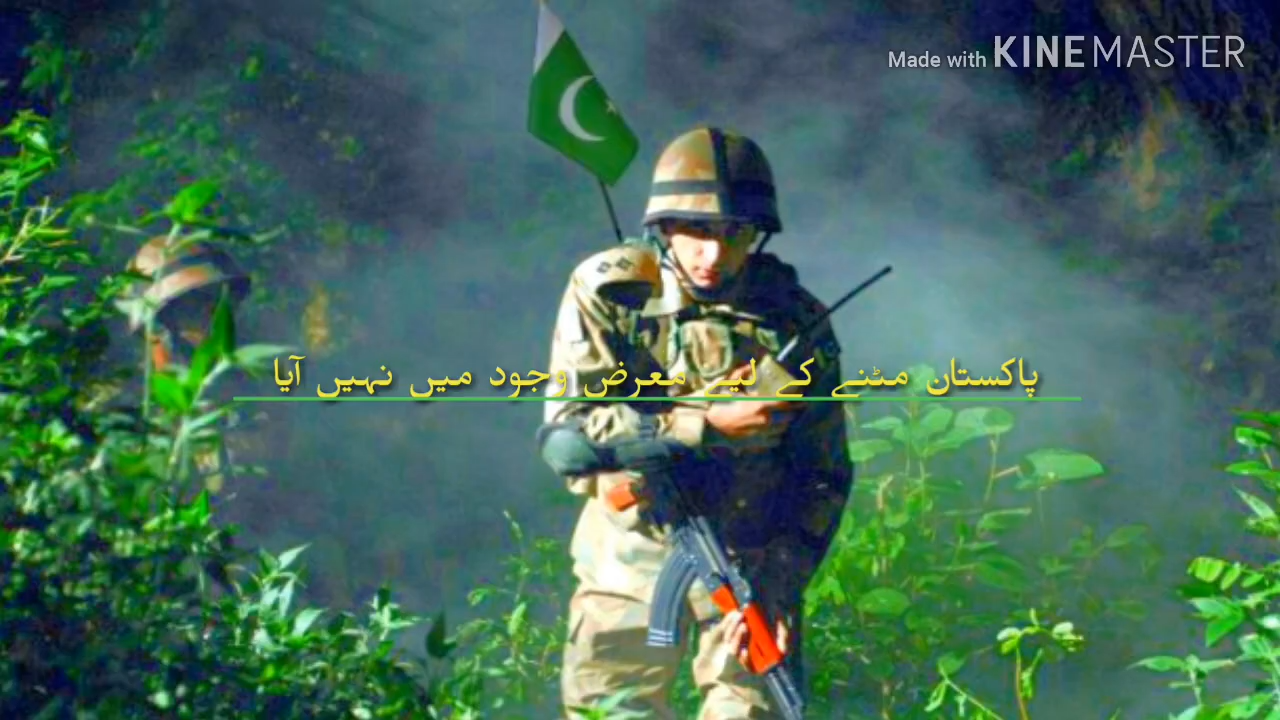 Made with KINEMASTER
پاکستان مٹنے کے لیے معرض وجود میں نہیں آیا